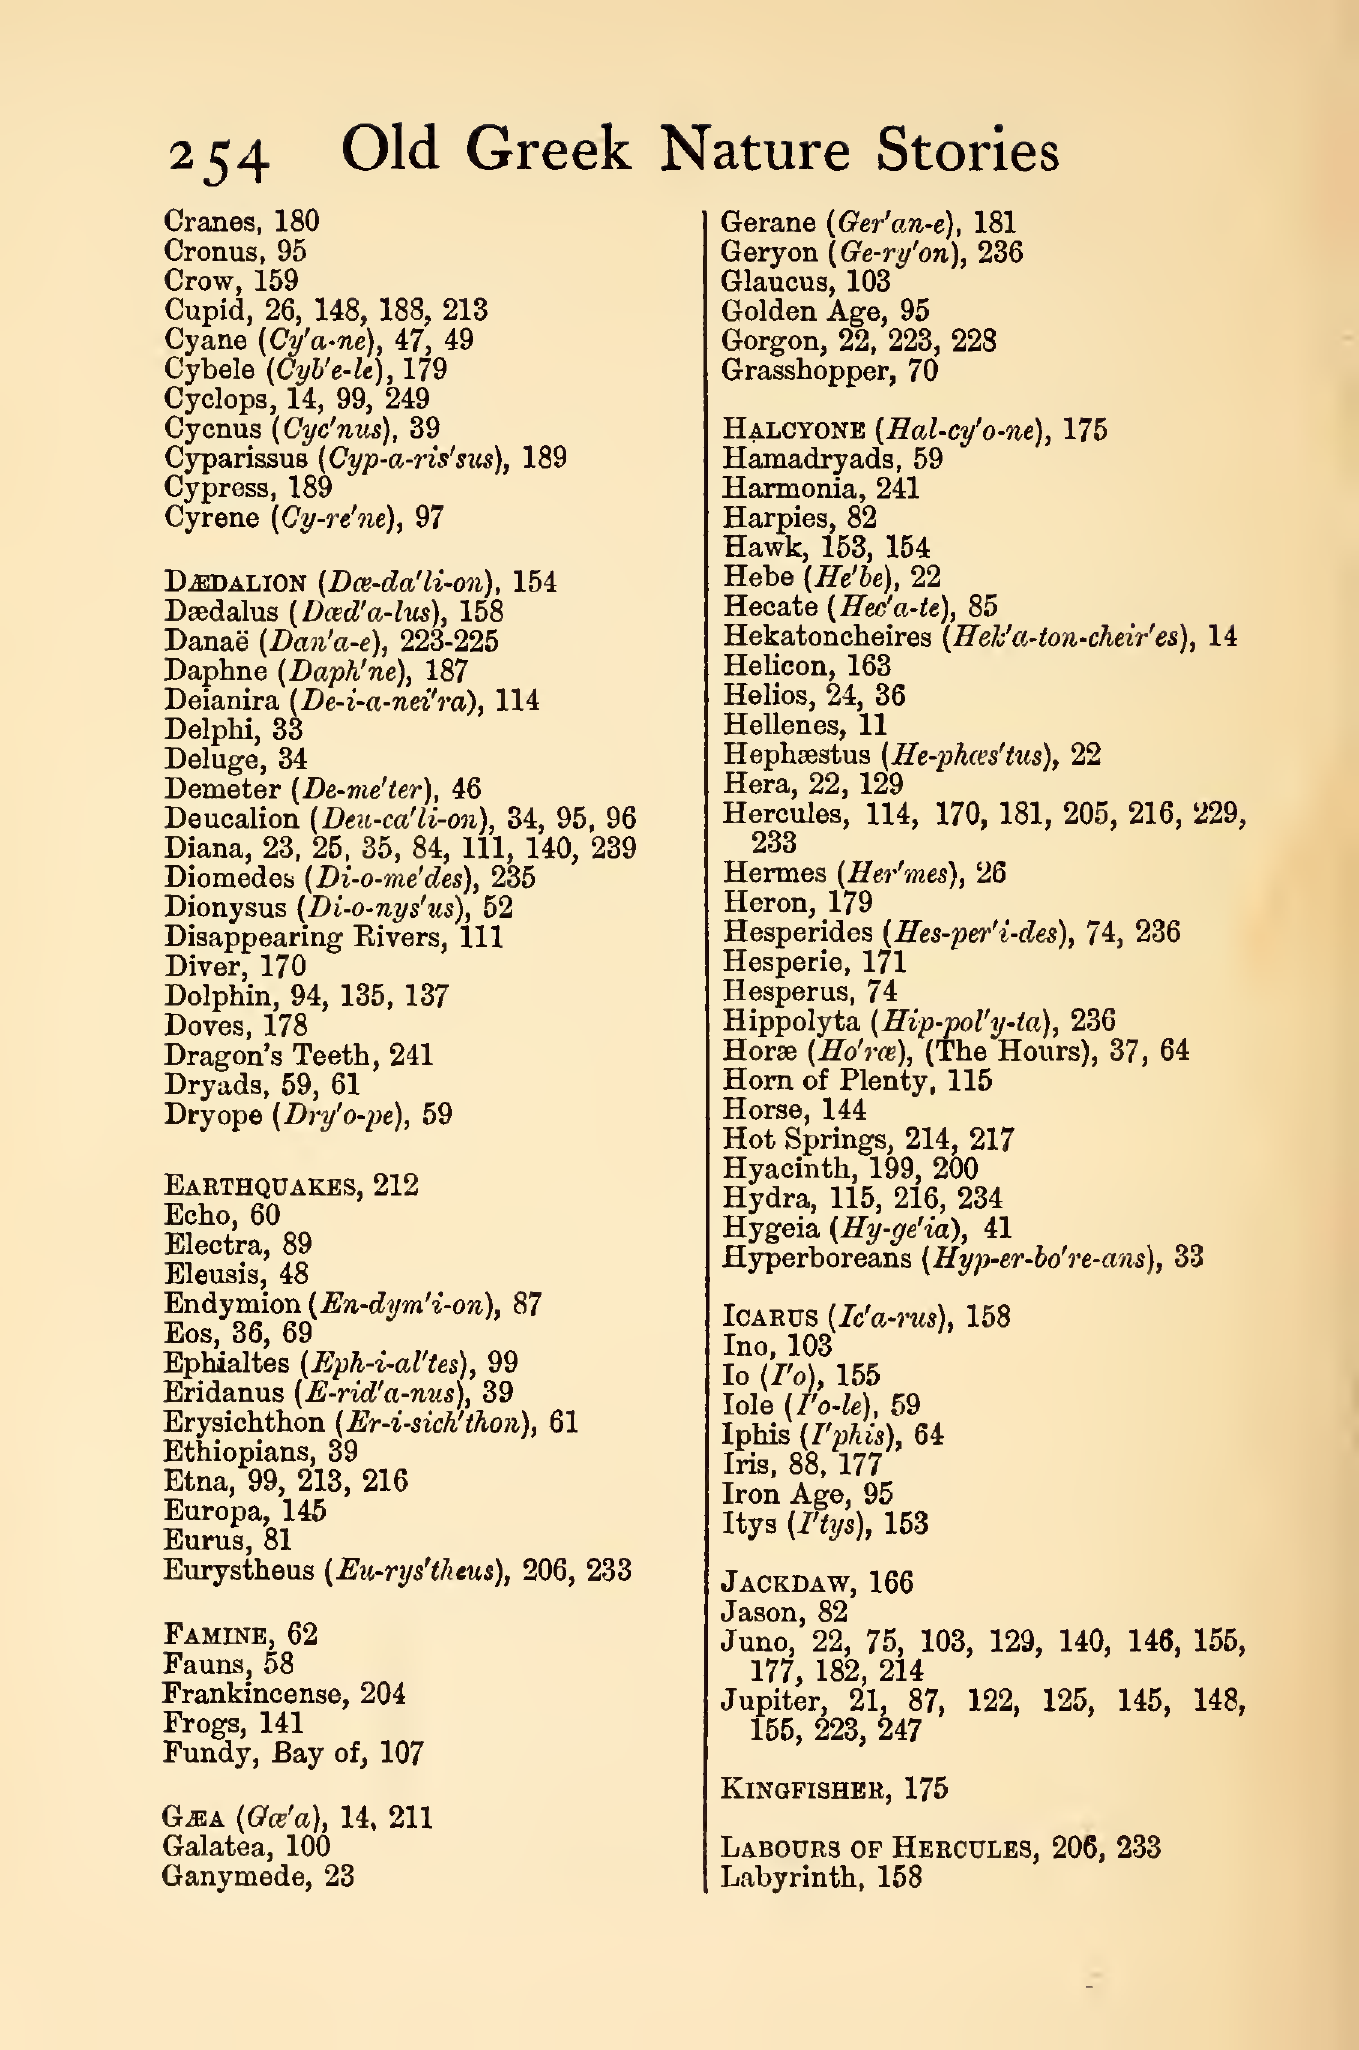 254 Old Greek Nature Stories
Cranes, 180
Cronus, 95
Crow, 159
Cupid, 26, 148, 188, 213
Cyane (Cy'a-ne), 47, 49
Cybele (Cyb'e-le), 179
Cyclops, 14, 99, 249
Cycnus (Cyc'nus), 39
Cyparissus (Cyp-a-ris'sus), 189
Cypress, 189
Cyrene (Cy-re'ne), 97
DÆDALION (Dæ-da'li-on), 154
Dædalus (Dæd'a-lus), 158
Danaë (Dan'a-e), 223-225
Daphne (Daph'ne), 187
Deianira (De-i-a-nei'ra), 114
Delphi, 33
Deluge, 34
Demeter (De-me'ter), 46
Deucalion (Deu-ca'li-on), 34, 95, 96
Diana, 23, 25, 35, 84, 111, 140, 239
Diomedes (Di-o-me'des), 235
Dionysus (Di-o-nys'us), 52
Disappearing Rivers, 111
Diver, 170
Dolphin, 94, 135, 137
Doves, 178
Dragon's Teeth, 241
Dryads, 59, 61
Dryope (Dry'o-pe), 59
EARTHQUAKES, 212
Echo, 60
Electra, 89
Eleusis, 48
Endymion (En-dym'i-on), 87
Eos, 36, 69
Ephialtes (Eph-i-al'tes), 99
Eridanus (E-rid'a-nus), 39
Erysichthon (Er-i-sich'thon), 61
Ethiopians, 39
Etna, 99, 213, 216
Europa, 145
Eurus, 81
Eurystheus (Eu-rys'theus), 206, 233
FAMINE, 62
Fauns, 58
Frankincense, 204
Frogs, 141
Fundy, Bay of, 107
GÆA (Gæ'a), 14, 211
Galatea, 100
Ganymede, 23
Gerane (Ger'an-e), 181
Geryon (Ge-ry'on), 236
Glaucus, 103
Golden Age, 95
Gorgon, 22, 223, 228
Grasshopper, 70
HALCYONE (Hal-cy'o-ne), 175
Hamadryads, 59
Harmonia, 241
Harpies, 82
Hawk, 153, 154
Hebe (He'be), 22
Hecate (Hec'a-te), 85
Hekatoncheires (Hek'a-ton-cheir'es), 14
Helicon, 163
Helios, 24, 36
Hellenes, 11
Hephæstus (He-phæs'tus), 22
Hera, 22, 129
Hercules, 114, 170, 181, 205, 216, 229,
233
Hermes (Her'mes), 26
Heron, 179
Hesperides (Hes-per'i-des), 74, 236
Hesperie, 171
Hesperus, 74
Hippolyta (Hip-pol'y-ta), 236
Horæ (Ho'ræ), (The Hours), 37, 64
Horn of Plenty, 115
Horse, 144
Hot Springs, 214, 217
Hyacinth, 199, 200
Hydra, 115, 216, 234
Hygeia (Hy-ge'ia), 41
Hyperboreans (Hyp-er-bo're-ans), 33
ICARUS (Ic'a-rus), 158
Ino, 103
Io (I'o), 155
Iole (I'o-le), 59
Iphis (I'phis), 64
Iris, 88, 177
Iron Age, 95
Itys (I'tys), 153
JACKDAW, 166
Jason, 82
Juno, 22, 75, 103, 129, 140, 146, 155,
177, 182, 214
Jupiter, 21, 87, 122, 125, 145, 148,
155, 223, 247
KINGFISHER, 175
LABOURS OF HERCULES, 206, 233
Labyrinth, 158